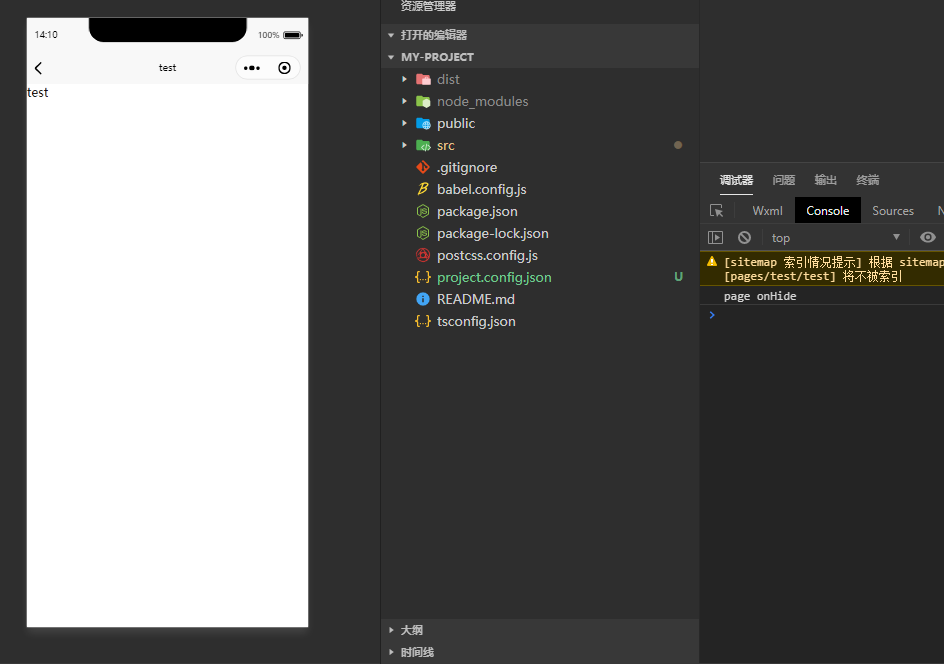 14:10
100%
test
test
资源管理器
打开的编辑器
MY-PROJECT
dist
node_modules
public
src
.gitignore
babel.config.js
package.json
package-lock.json
postcss.config.js
project.config.json U
README.md
tsconfig.json
大纲
时间线
调试器 问题 输出 终端
Wxml Console Sources N
top
[sitemap 索引情况提示] 根据 sitemap
[pages/test/test] 将不被索引
page onHide